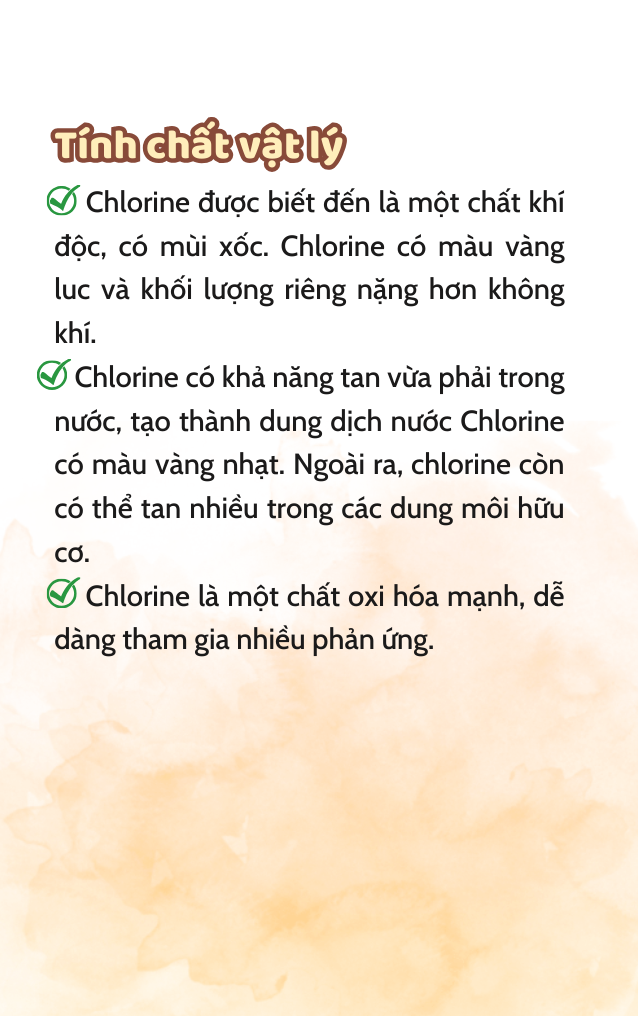 Tính chất vật lý
Chlorine được biết đến là một chất khí
độc, có mùi xốc. Chlorine có màu vàng
luc và khối lượng riêng nặng hơn không
khí.
Chlorine có khả năng tan vừa phải trong
nước, tạo thành dung dịch nước Chlorine
có màu vàng nhạt. Ngoài ra, chlorine còn
có thể tan nhiều trong các dung môi hữu
cơ.
Chlorine là một chất oxi hóa mạnh, dễ
dàng tham gia nhiều phản ứng.